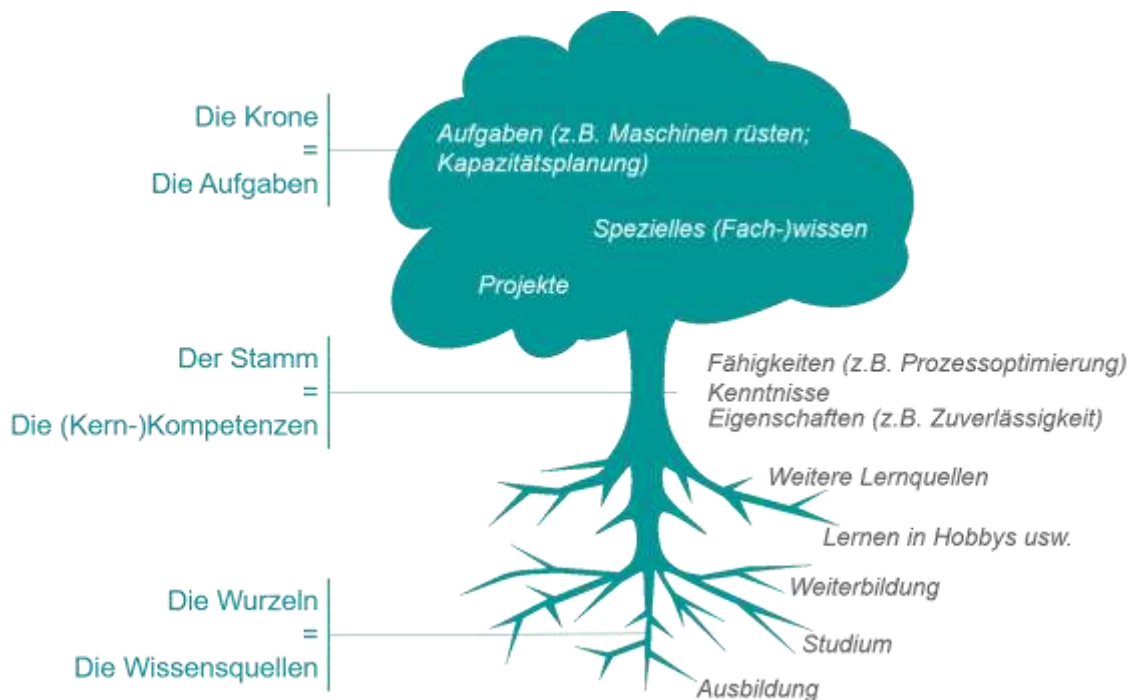 Die Krone
=
Die Aufgaben
Aufgaben (z.B. Maschinen rüsten;
Kapazitätsplanung)
Spezielles (Fach-)wissen
Projekte
Der Stamm
=
Die (Kern-)Kompetenzen
Fähigkeiten (z.B. Prozessoptimierung)
Kenntnisse
Eigenschaften (z.B. Zuverlässigkeit)
Weitere Lernquellen
Lernen in Hobbys usw.
Weiterbildung
Studium
Ausbildung
Die Wurzeln
=
Die Wissensquellen